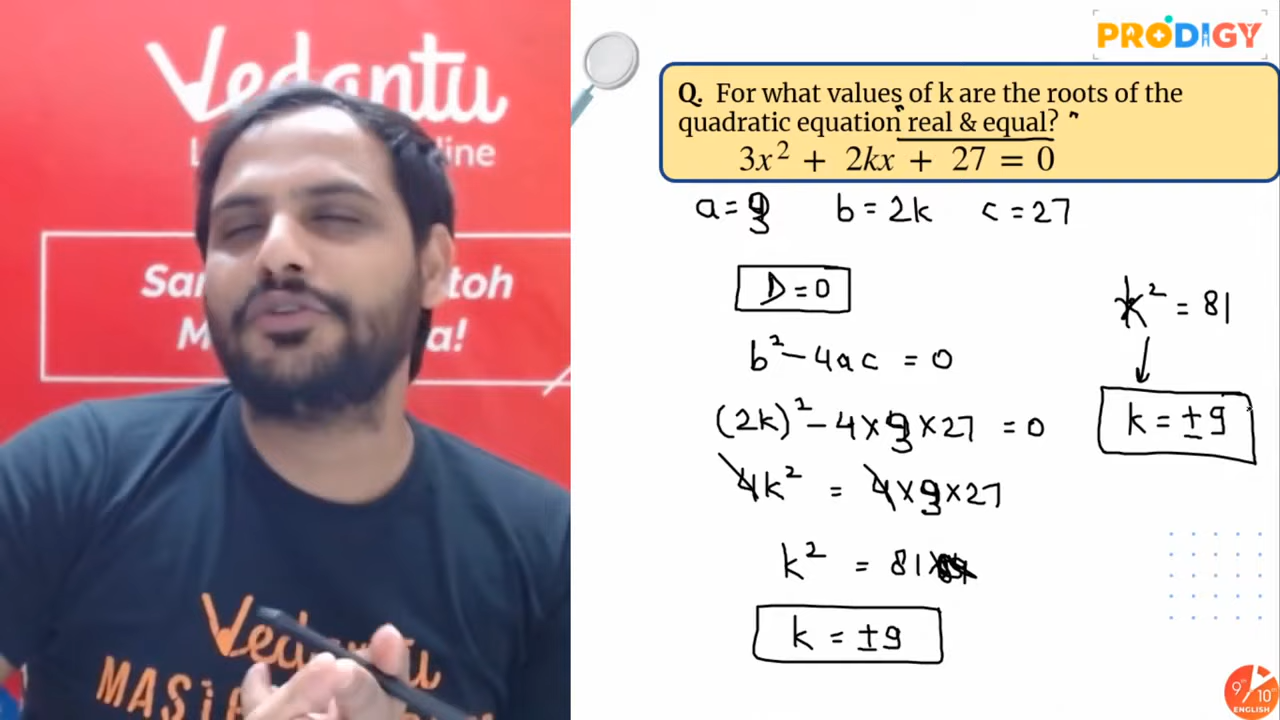 Vedantu
PRODIGY
Q. For what values of k are the roots of the
quadratic equation real & equal?
3x² + 2kx + 27 = 0
a = 3 b = 2k c = 27
D = 0
b² - 4ac = 0
(2k)² - 4 × 3 × 27 = 0
4k² = 4 × 3 × 27
k² = 81
k = ±9
k² = 81
k = ±9
Vedantu
9th
10th
ENGLISH